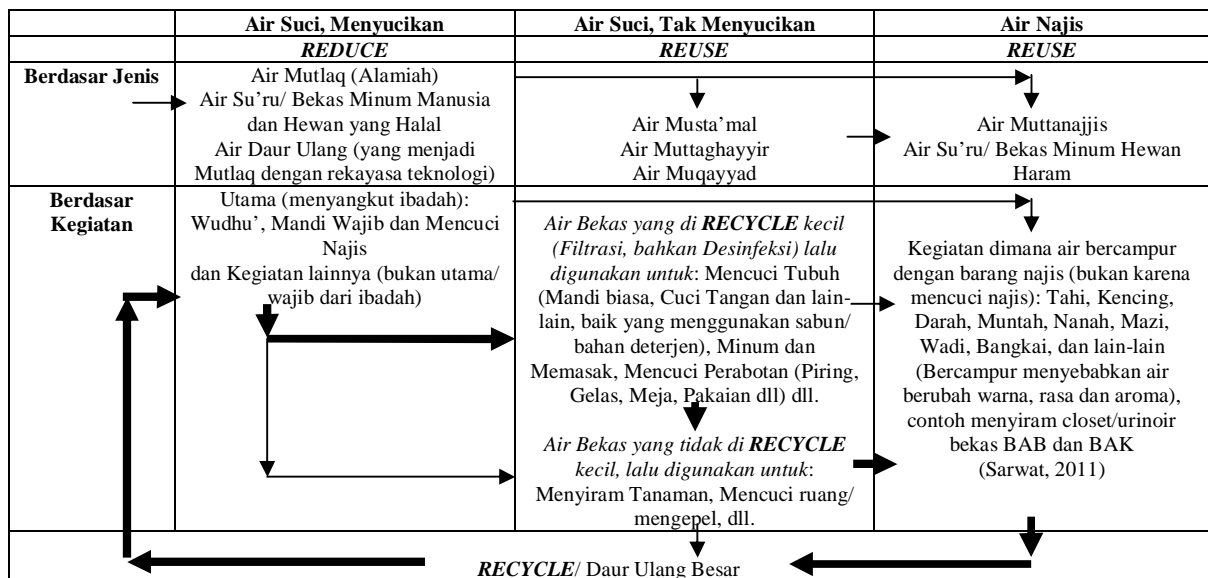 Air Suci, Menyucikan
Air Suci, Tak Menyucikan
Air Najis
REDUCE
REUSE
REUSE
Berdasar Jenis
Air Mutlaq (Alamiah)
Air Su'ru/ Bekas Minum Manusia
dan Hewan yang Halal
Air Daur Ulang (yang menjadi
Mutlaq dengan rekayasa teknologi)
Air Musta'mal
Air Muttaghayyir
Air Muqayyad
Air Muttanajjis
Air Su'ru/ Bekas Minum Hewan
Haram
Berdasar
Kegiatan
Utama (menyangkut ibadah):
Wudhu', Mandi Wajib dan Mencuci
Najis
dan Kegiatan lainnya (bukan utama/
wajib dari ibadah)
Air Bekas yang di RECYCLE kecil
(Filtrasi, bahkan Desinfeksi) lalu
digunakan untuk: Mencuci Tubuh
(Mandi biasa, Cuci Tangan dan lain-
lain, baik yang menggunakan sabun/
bahan deterjen), Minum dan
Memasak, Mencuci Perabotan (Piring,
Gelas, Meja, Pakaian dll) dll.
Air Bekas yang tidak di RECYCLE
kecil, lalu digunakan untuk:
Menyiram Tanaman, Mencuci ruang/
mengepel, dll.
Kegiatan dimana air bercampur
dengan barang najis (bukan karena
mencuci najis): Tahi, Kencing,
Darah, Muntah, Nanah, Mazi,
Wadi, Bangkai, dan lain-lain
(Bercampur menyebabkan air
berubah warna, rasa dan aroma),
contoh menyiram closet/urinoir
bekas BAB dan BAK
(Sarwat, 2011)
RECYCLE/ Daur Ulang Besar